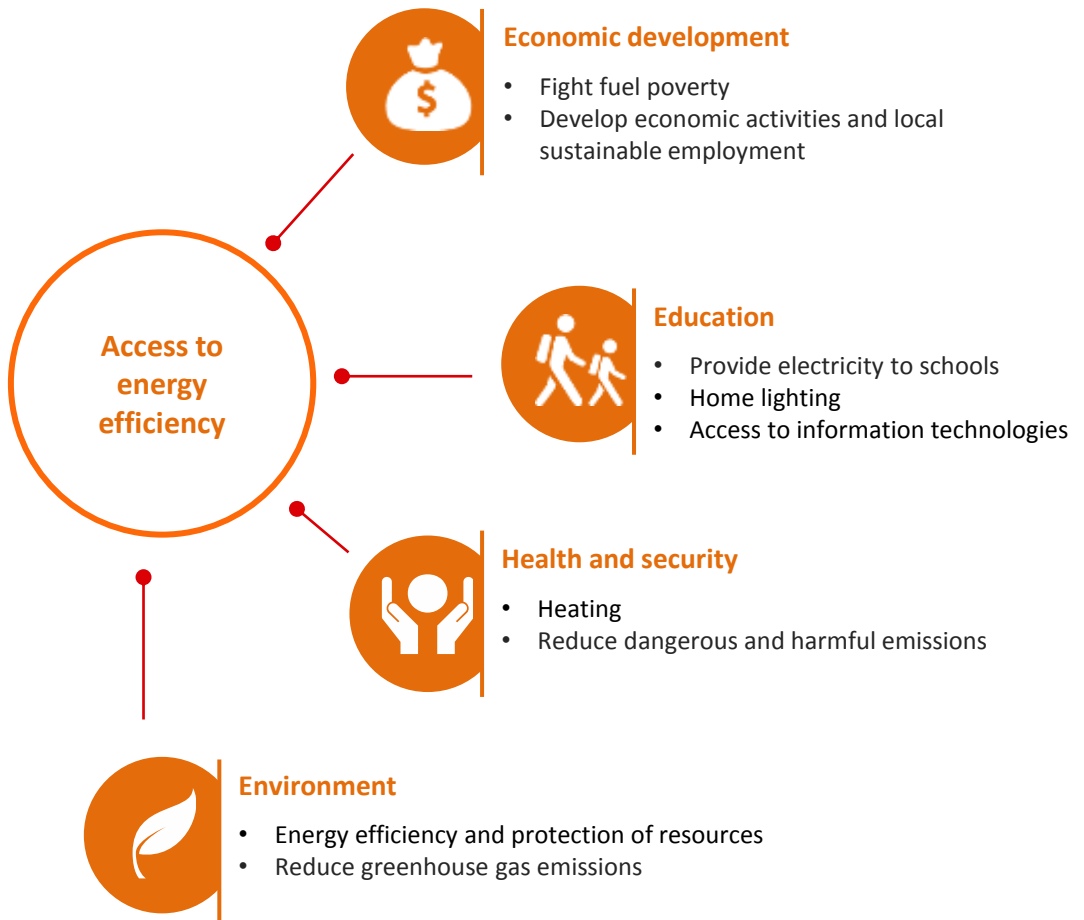 Economic development
• Fight fuel poverty
• Develop economic activities and local
sustainable employment
Access to
energy
efficiency
Education
• Provide electricity to schools
• Home lighting
• Access to information technologies
Health and security
• Heating
• Reduce dangerous and harmful emissions
Environment
• Energy efficiency and protection of resources
• Reduce greenhouse gas emissions
$